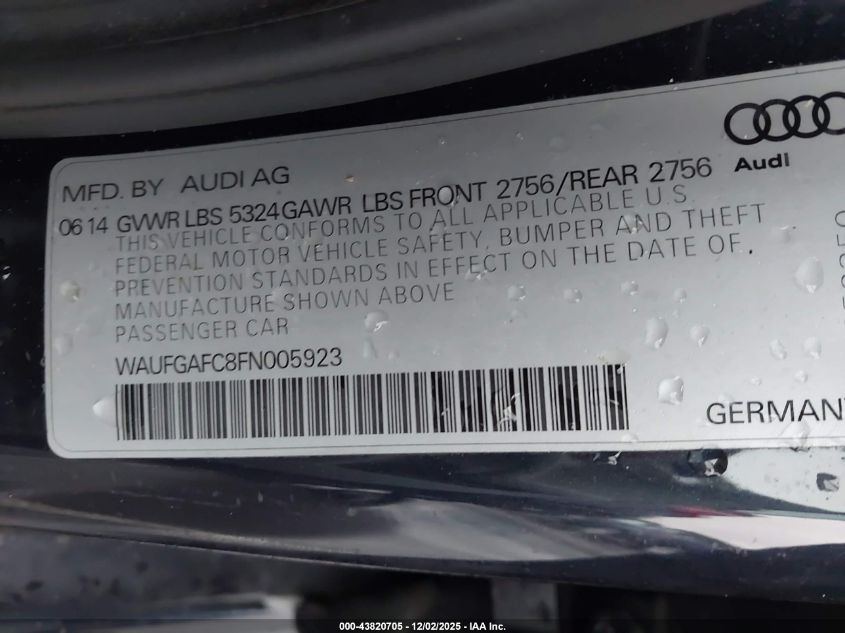 Audi
MFD. BY AUDI AG
06 14 GVWR LBS 5324 GAWR LBS FRONT 2756/REAR 2756
THIS VEHICLE CONFORMS TO ALL APPLICABLE U.S.
FEDERAL MOTOR VEHICLE SAFETY, BUMPER AND THEFT
PREVENTION STANDARDS IN EFFECT ON THE DATE OF
MANUFACTURE SHOWN ABOVE
PASSENGER CAR
WAUFGAFC8FN005923
GERMAN
000-43820705 - 12/02/2025 - IAA Inc.